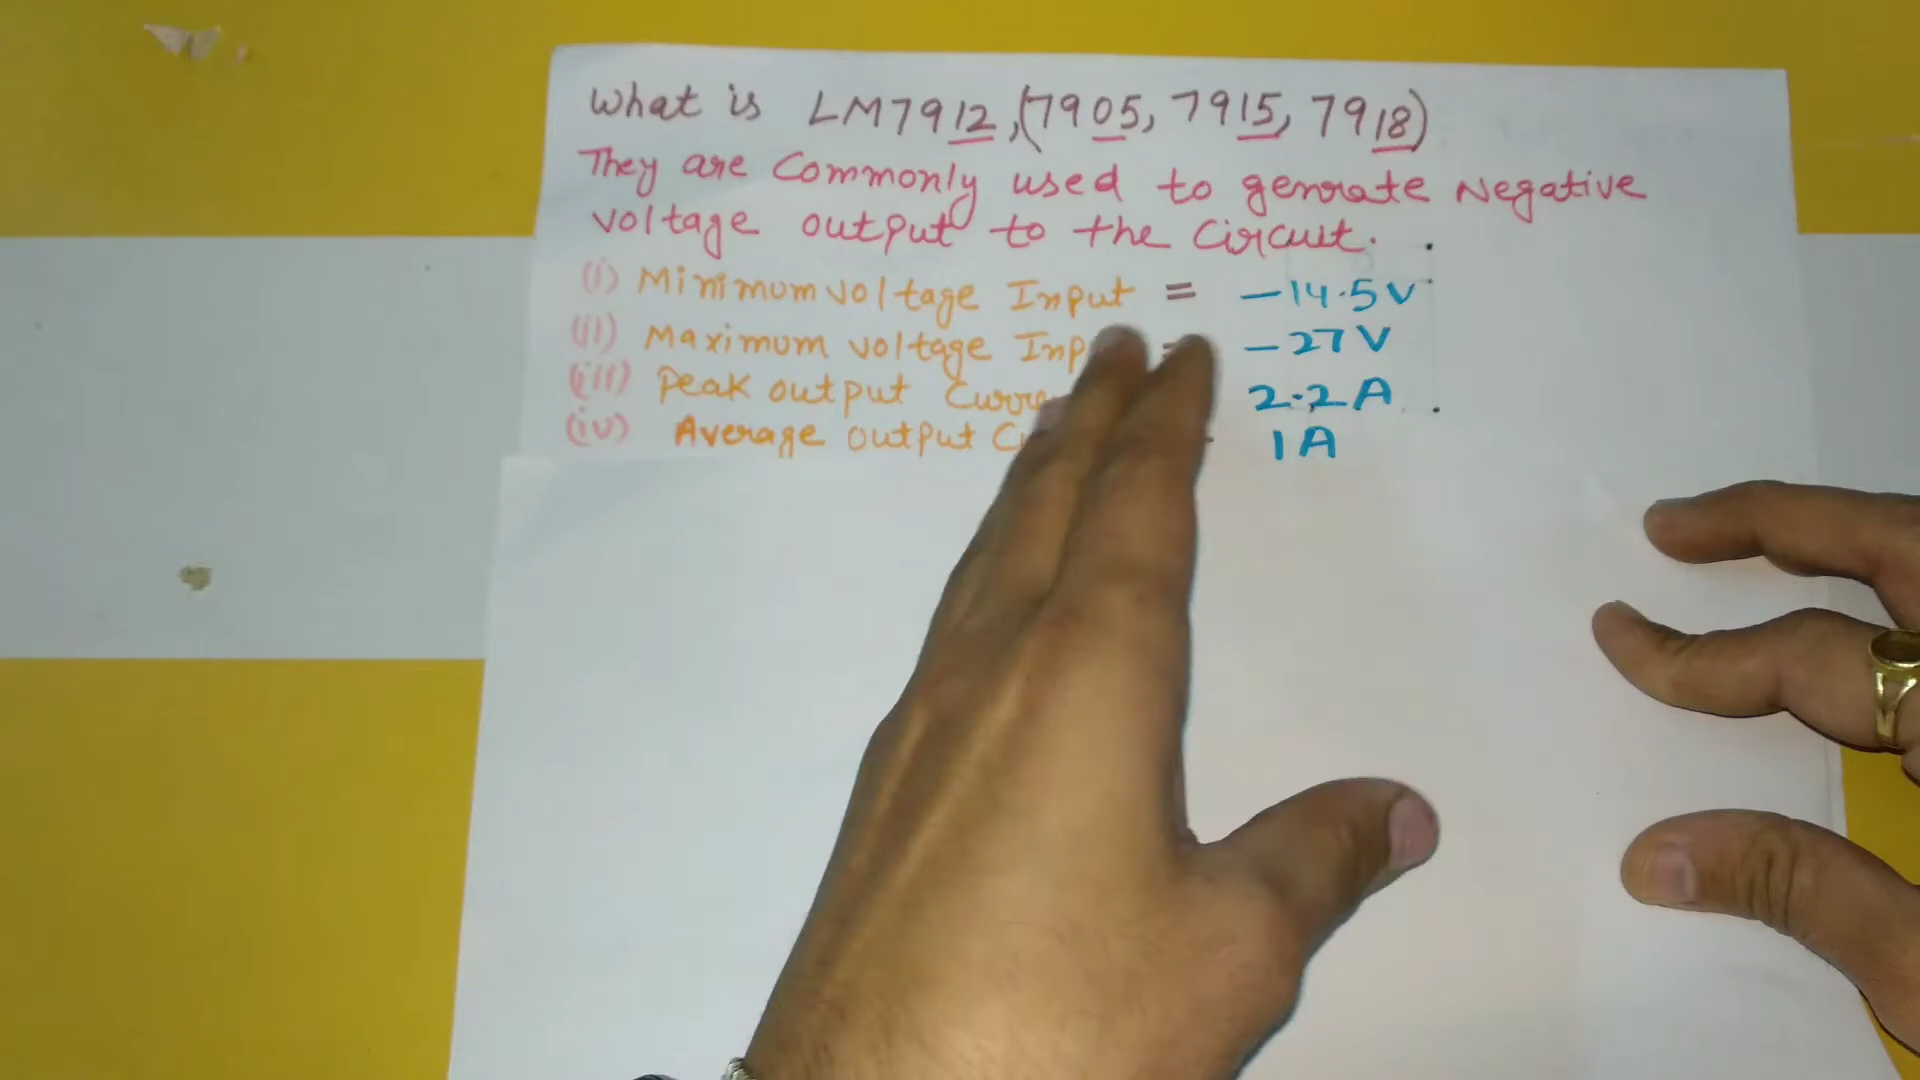 What is LM7912,(7905, 7915, 7918)
They are commonly used to genrate Negative
voltage output to the circuit.
(i) Minimum voltage Input = -14.5V
(ii) Maximum voltage -27V
(iii) Peak output 2.2A
(iv) Average output 1A